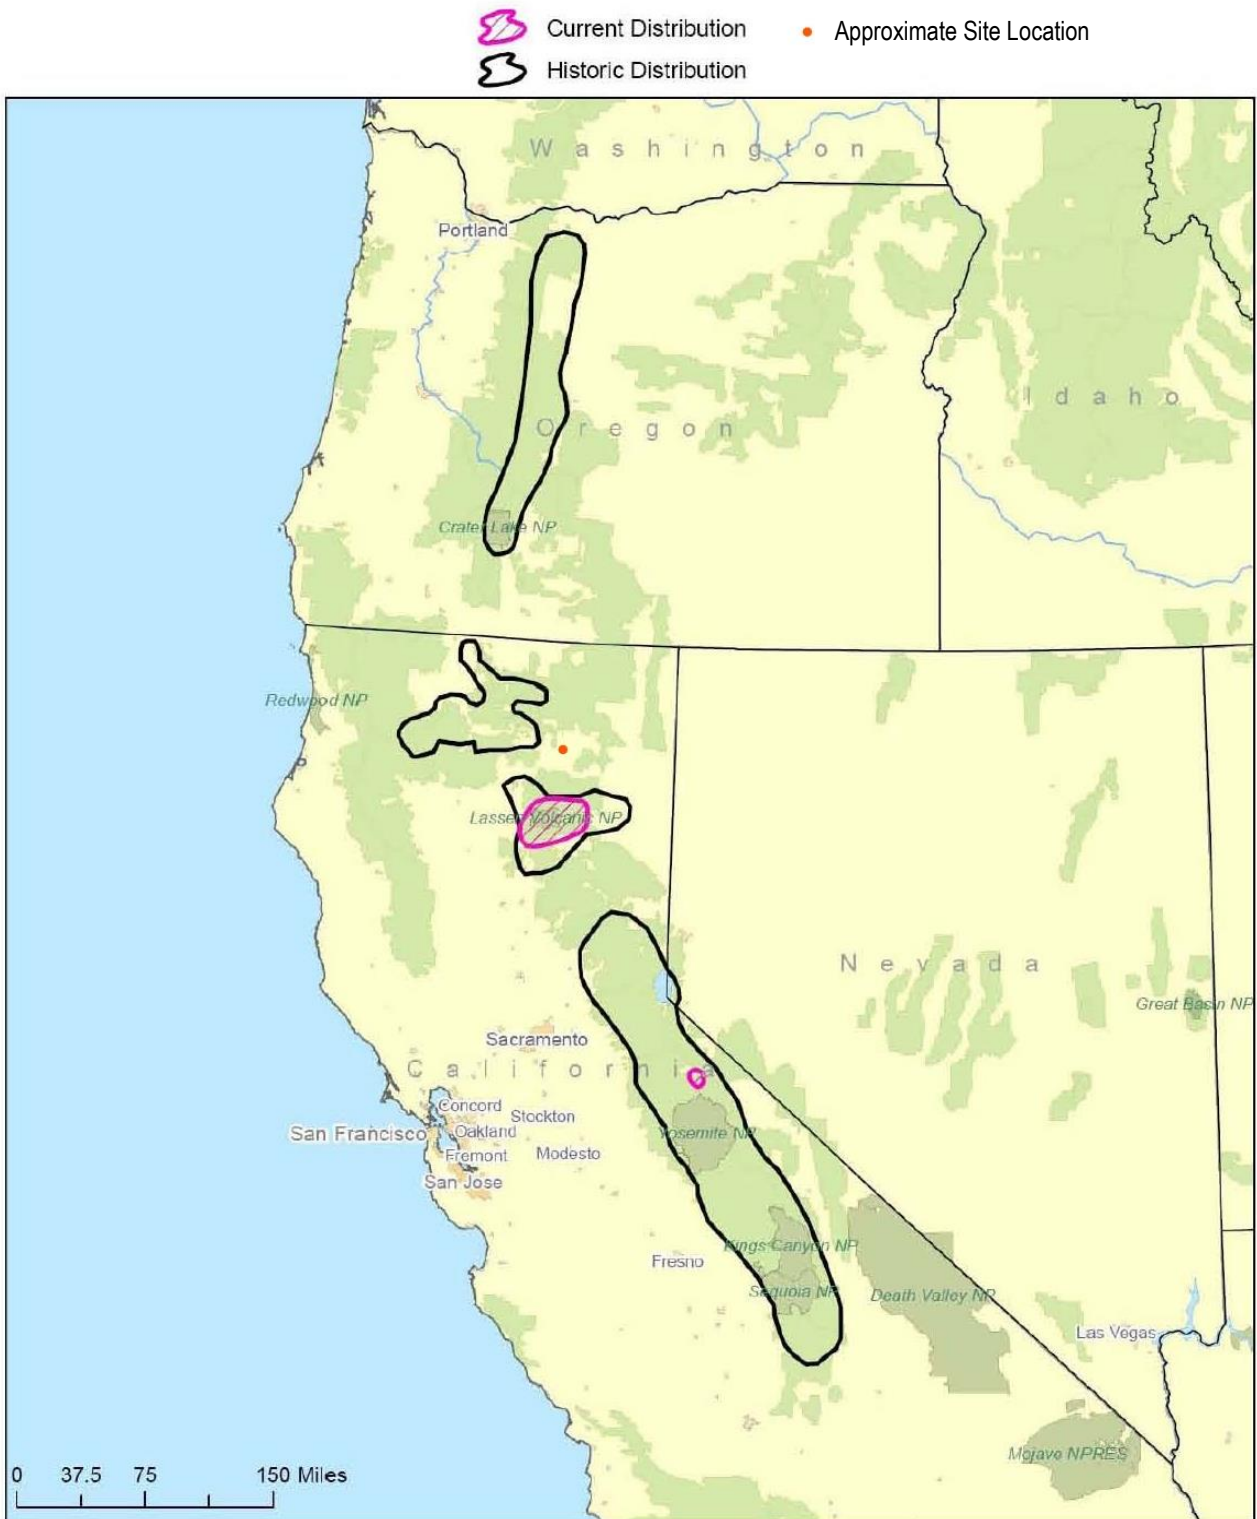 Current Distribution
Approximate Site Location
Historic Distribution
Washington
Portland
Idaho
Oregon
Crater Lake NP
Redwood NP
Lassen Volcanic NP
Nevada
Great Basin NP
Sacramento
California
Concord
Stockton
San Francisco
Oakland
Yosemite NP
Fremont
Modesto
San Jose
Kings Canyon NP
Fresno
Sequoia NP
Death Valley NP
Las Vegas
Mojave NPRES
0 37.5 75 150 Miles